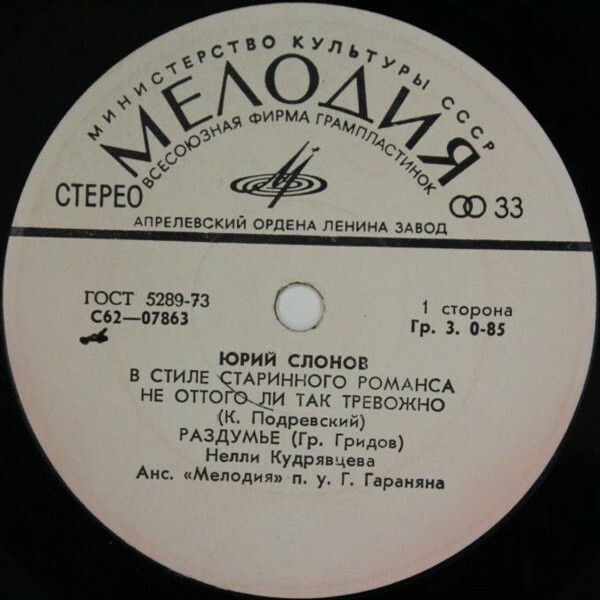 МИНИСТЕРСТВО КУЛЬТУРЫ СССР
МЕЛОДИЯ
ВСЕСОЮЗНАЯ ФИРМА ГРАМПЛАСТИНОК
СТЕРЕО
33
АПРЕЛЕВСКИЙ ОРДЕНА ЛЕНИНА ЗАВОД
ГОСТ 5289-73
С62—07863
1 сторона
Гр. 3. 0-85
ЮРИЙ СЛОНОВ
В СТИЛЕ СТАРИННОГО РОМАНСА
НЕ ОТТОГО ЛИ ТАК ТРЕВОЖНО
(К. Подревский)
РАЗДУМЬЕ (Гр. Гридов)
Нелли Кудрявцева
Анс. «Мелодия» п. у. Г. Гараняна